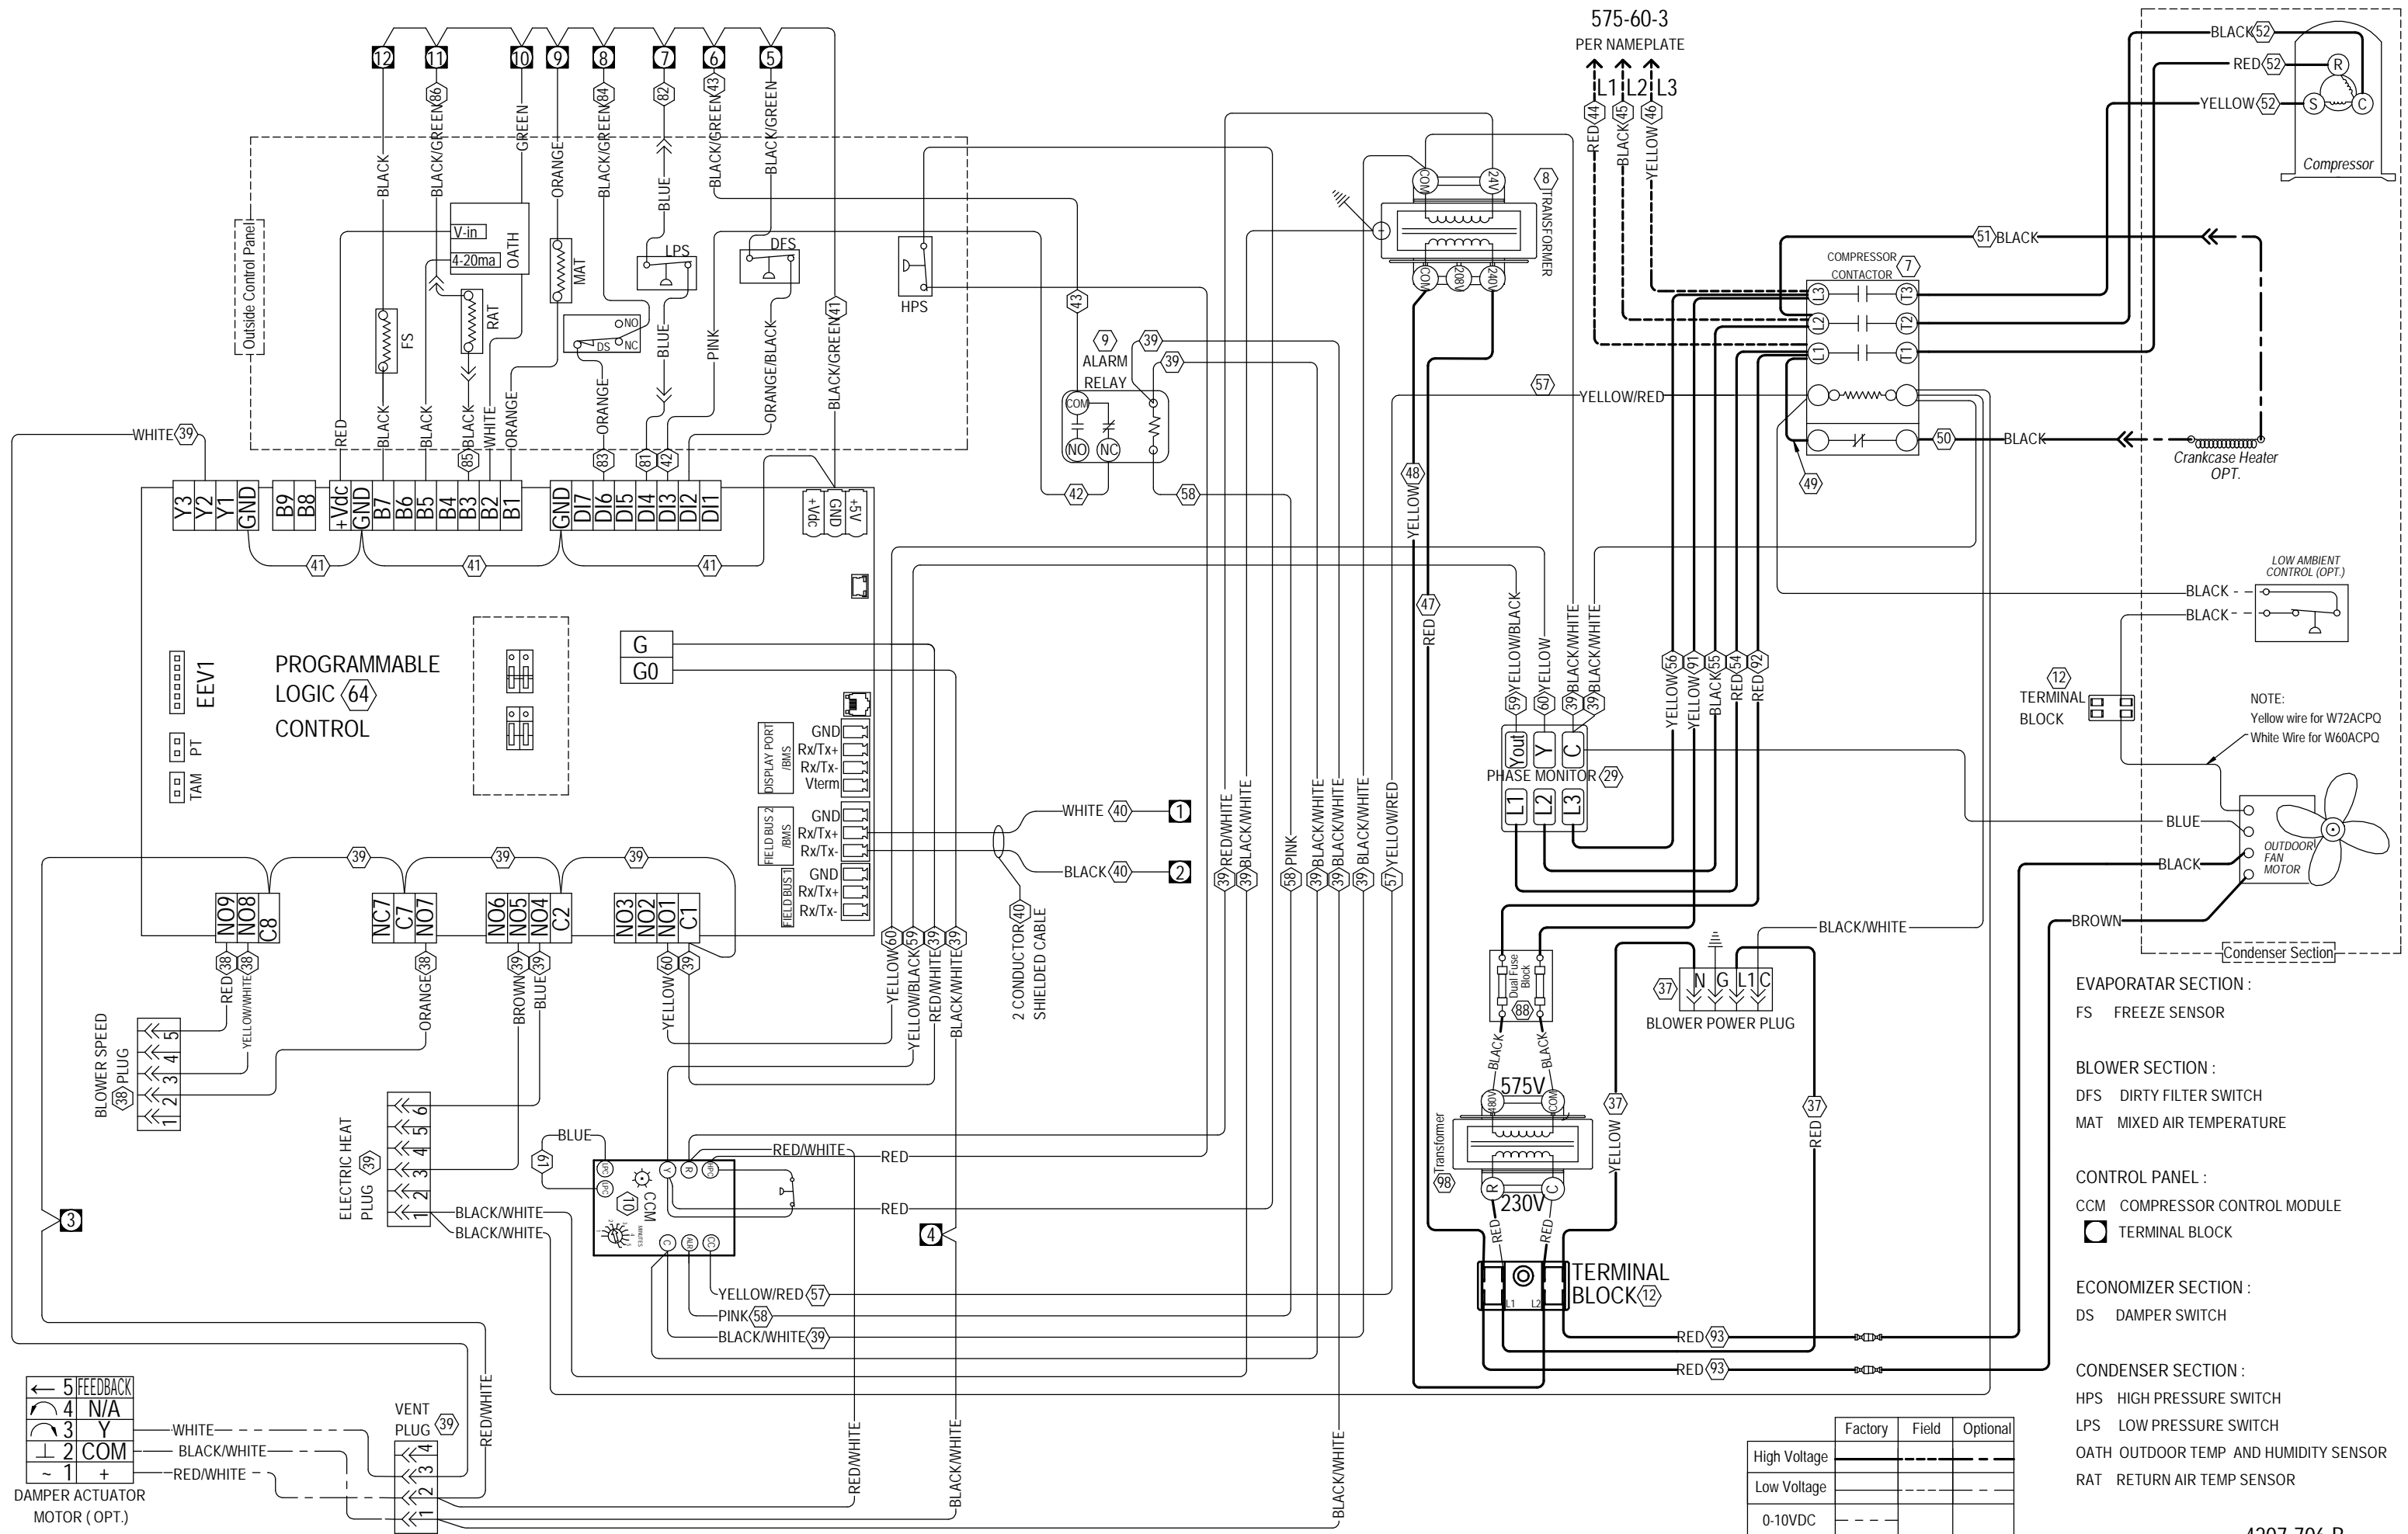 575-60-3
PER NAMEPLATE
L1 L2 L3
RED 44
BLACK 45
YELLOW 46
12 11 10 9 8 7 6 5
86 84 82 43
BLACK
BLACK/GREEN
GREEN
ORANGE
BLACK/GREEN
BLUE
BLACK/GREEN
BLACK/GREEN
Outside Control Panel
V-in
4-20ma
OATH
MAT
LPS
DFS
HPS
FS
RAT
NO
DS NC
RED
BLACK
BLACK
BLACK 85
WHITE
ORANGE
ORANGE 83
BLUE 81
PINK 42
ORANGE/BLACK
BLACK/GREEN 41
WHITE 39
Y3 Y2 Y1 GND
B9 B8
+Vdc GND B7 B6 B5 B4 B3 B2 B1
GND DI7 DI6 DI5 DI4 DI3 DI2 DI1
+Vdc GND +5V
41 41 41
43
9
ALARM
RELAY
COM
NO NC
39
39
42
58
8
TRANSFORMER
COM 24V
COM 208V 240V
YELLOW 48
RED 47
COMPRESSOR
CONTACTOR 7
L3 T3
L2 T2
L1 T1
57 YELLOW/RED
51 BLACK
50 BLACK
49
BLACK 52
RED 52
YELLOW 52
R
S C
Compressor
Crankcase Heater
OPT.
LOW AMBIENT
CONTROL (OPT.)
BLACK
BLACK
12
TERMINAL
BLOCK
NOTE:
Yellow wire for W72ACPQ
White Wire for W60ACPQ
BLUE
BLACK
BROWN
OUTDOOR
FAN
MOTOR
Condenser Section
EEV1
PT
TAM
PROGRAMMABLE
LOGIC 64
CONTROL
G
G0
DISPLAY PORT
/BMS
GND
Rx/Tx+
Rx/Tx-
Vterm
FIELD BUS 2
/BMS
GND
Rx/Tx+
Rx/Tx-
FIELD BUS 1
GND
Rx/Tx+
Rx/Tx-
WHITE 40 1
BLACK 40 2
2 CONDUCTOR 40
SHIELDED CABLE
39 39 39
NO9 NO8 C8
NC7 C7 NO7
NO6 NO5 NO4 C2
NO3 NO2 NO1 C1
RED 38
YELLOW/WHITE 38
ORANGE 38
BROWN 39
BLUE 39
YELLOW 60
39
YELLOW 60
YELLOW/BLACK 59
RED/WHITE 39
BLACK/WHITE 39
39 RED/WHITE
39 BLACK/WHITE
58 PINK
39 BLACK/WHITE
39 BLACK/WHITE
39 BLACK/WHITE
57 YELLOW/RED
59 YELLOW/BLACK
60 YELLOW
39 BLACK/WHITE
39 BLACK/WHITE
Yout Y C
PHASE MONITOR 29
L1 L2 L3
YELLOW 56
YELLOW 91
BLACK 55
RED 54
RED 92
BLACK/WHITE
Dual Fuse
Block
88
BLACK
BLACK
37
N G L1 C
BLOWER POWER PLUG
575V
480V COM
Transformer
98
R C
230V
RED
RED
YELLOW 37
RED 37
TERMINAL
BLOCK 12
L1 L2
RED 93
RED 93
BLOWER SPEED
PLUG
38
5
4
3
2
1
ELECTRIC HEAT
PLUG 39
6
5
4
3
2
1
BLACK/WHITE
BLACK/WHITE
BLUE
61
LPC
LPC
Y R HPC
CCM
10
MINUTES
C ALR CC
RED/WHITE
RED
RED
YELLOW/RED 57
PINK 58
BLACK/WHITE 39
3
4
RED/WHITE
RED/WHITE
BLACK/WHITE
BLACK/WHITE
5 FEEDBACK
4 N/A
3 Y
2 COM
~ 1 +
DAMPER ACTUATOR
MOTOR ( OPT.)
WHITE
BLACK/WHITE
RED/WHITE
VENT
PLUG 39
4
3
2
1
EVAPORATAR SECTION :
FS FREEZE SENSOR
BLOWER SECTION :
DFS DIRTY FILTER SWITCH
MAT MIXED AIR TEMPERATURE
CONTROL PANEL :
CCM COMPRESSOR CONTROL MODULE
TERMINAL BLOCK
ECONOMIZER SECTION :
DS DAMPER SWITCH
CONDENSER SECTION :
HPS HIGH PRESSURE SWITCH
LPS LOW PRESSURE SWITCH
OATH OUTDOOR TEMP AND HUMIDITY SENSOR
RAT RETURN AIR TEMP SENSOR
Factory Field Optional
High Voltage
Low Voltage
0-10VDC